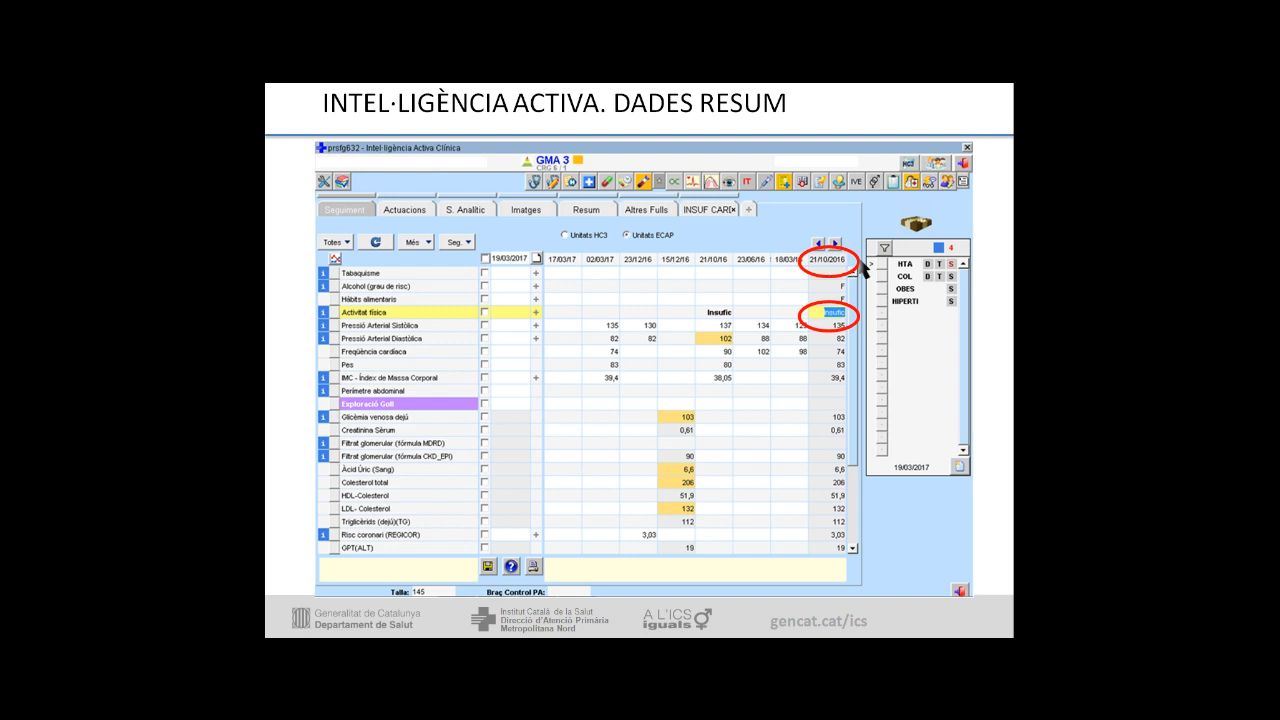 INTEL·LIGÈNCIA ACTIVA. DADES RESUM
prsfg632 - Intel·ligència Activa Clínica
GMA 3
CRG 6 / 1
HC3
IT IVE
Seguiment Actuacions S. Analític Imatges Resum Altres Fulls INSUF CARD× +
Unitats HC3 Unitats ECAP
Totes Més Seg.
4
19/03/2017 17/03/17 02/03/17 23/12/16 15/12/16 21/10/16 23/06/16 18/03/ 21/10/2016
HTA D T S
COL D T S
OBES S
HIPERTI S
Tabaquisme
Alcohol (grau de risc) F
Hàbits alimentaris F
Activitat física Insufic Insufic
Pressió Arterial Sistòlica 135 130 137 134 135
Pressió Arterial Diastòlica 82 82 102 88 88 82
Freqüència cardíaca 74 90 102 98 74
Pes 83 80 83
IMC - Índex de Massa Corporal 39,4 38,05 39,4
Perímetre abdominal
Exploració Goll
Glicèmia venosa dejú 103 103
Creatinina Sèrum 0,61 0,61
Filtrat glomerular (fórmula MDRD)
Filtrat glomerular (fórmula CKD_EPI) 90 90
Àcid Úric (Sang) 6,6 6,6
Colesterol total 206 206
HDL-Colesterol 51,9 51,9
LDL- Colesterol 132 132
Triglicèrids (dejú)(TG) 112 112
Risc coronari (REGICOR) 3,03 3,03
GPT(ALT) 19 19
19/03/2017
Talla: 145 Braç Control PA:
Generalitat de Catalunya
Departament de Salut
Institut Català de la Salut
Direcció d'Atenció Primària
Metropolitana Nord
A L'ICS
iguals
gencat.cat/ics